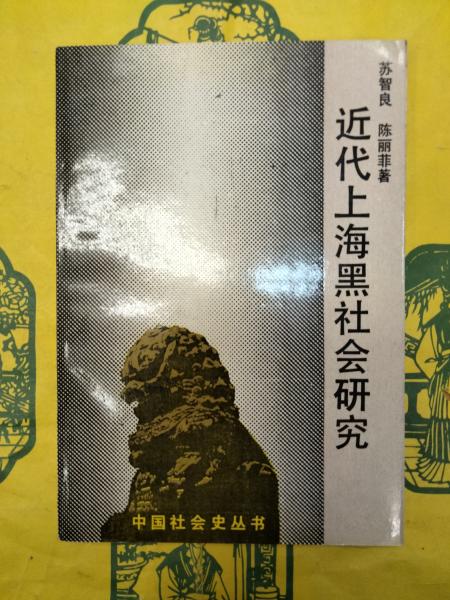 苏智良 陈丽菲著
近代上海黑社会研究
中国社会史丛书